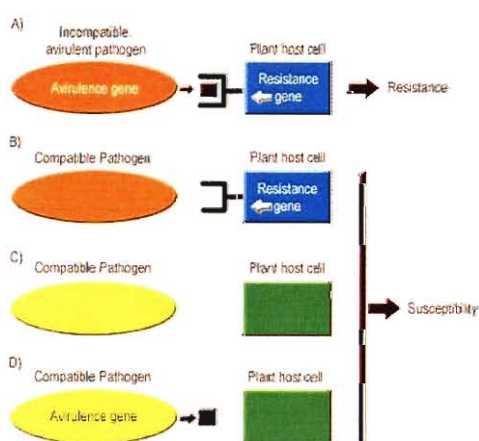 A)
Incompatible
avirulent pathogen
Plant host cell
Avirulence gene
Resistance
gene
Resistance
B)
Compatible Pathogen
Plant host cell
Resistance
gene
C)
Compatible Pathogen
Plant host cell
Susceptibility
D)
Compatible Pathogen
Plant host cell
Avirulence gene